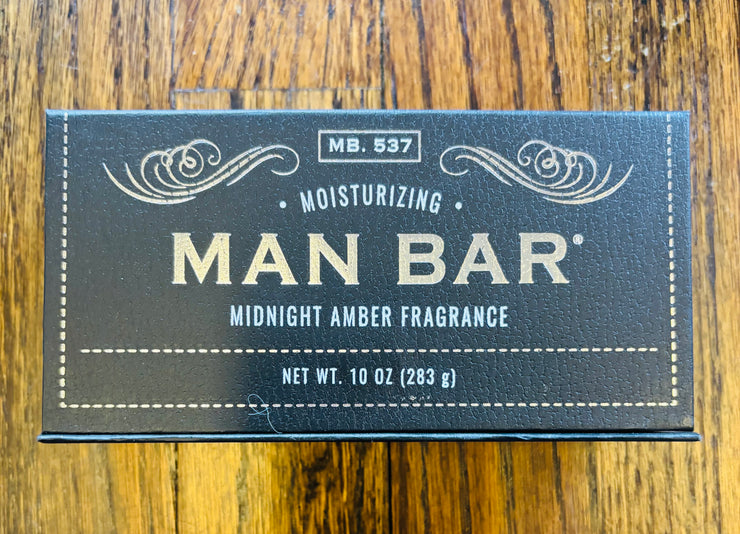 MB. 537
• MOISTURIZING •
MAN BAR®
MIDNIGHT AMBER FRAGRANCE
NET WT. 10 OZ (283 g)